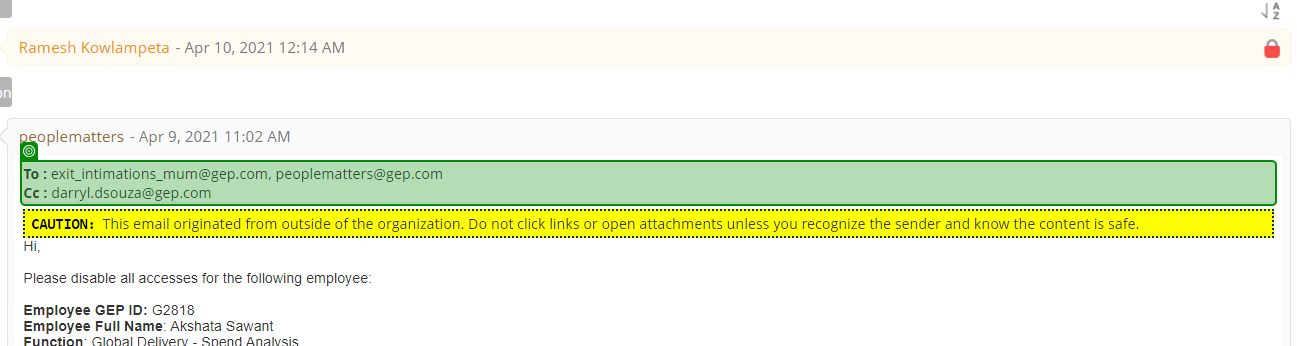 A
Z
Ramesh Kowlampeta - Apr 10, 2021 12:14 AM
on
peoplematters - Apr 9, 2021 11:02 AM
To : exit_intimations_mum@gep.com, peoplematters@gep.com
Cc : darryl.dsouza@gep.com
CAUTION: This email originated from outside of the organization. Do not click links or open attachments unless you recognize the sender and know the content is safe.
Hi,
Please disable all accesses for the following employee:
Employee GEP ID: G2818
Employee Full Name: Akshata Sawant
Function: Global Delivery - Spend Analysis